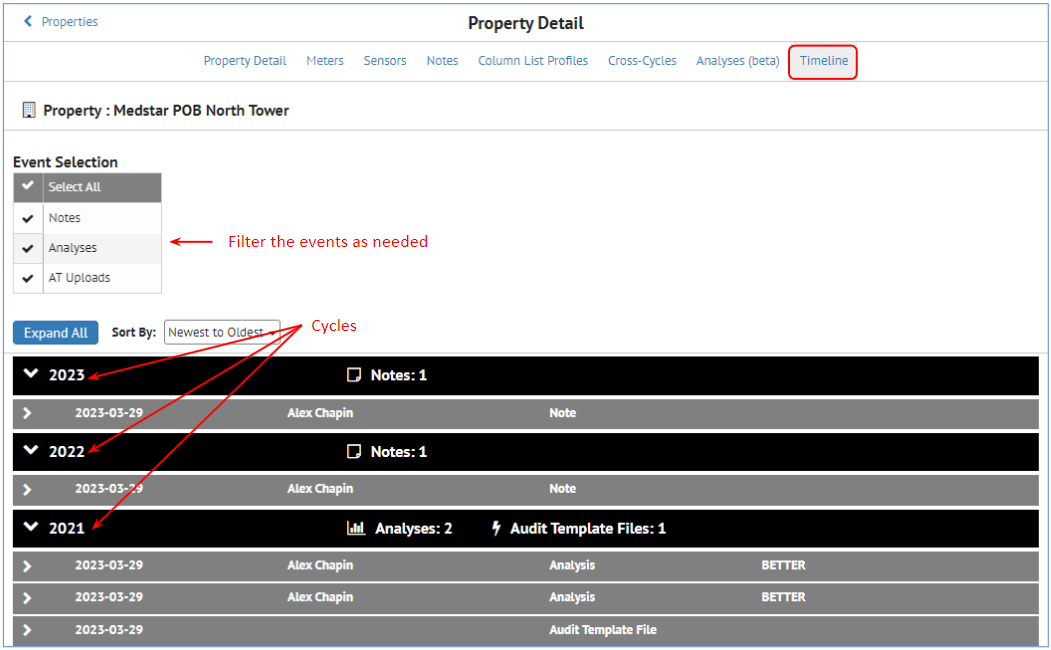 Properties
Property Detail
Property Detail Meters Sensors Notes Column List Profiles Cross-Cycles Analyses (beta) Timeline
Property : Medstar POB North Tower
Event Selection
Select All
Notes
Analyses
AT Uploads
Filter the events as needed
Expand All Sort By: Newest to Oldest
Cycles
2023 Notes: 1
2023-03-29 Alex Chapin Note
2022 Notes: 1
2023-03-29 Alex Chapin Note
2021 Analyses: 2 Audit Template Files: 1
2023-03-29 Alex Chapin Analysis BETTER
2023-03-29 Alex Chapin Analysis BETTER
2023-03-29 Audit Template File